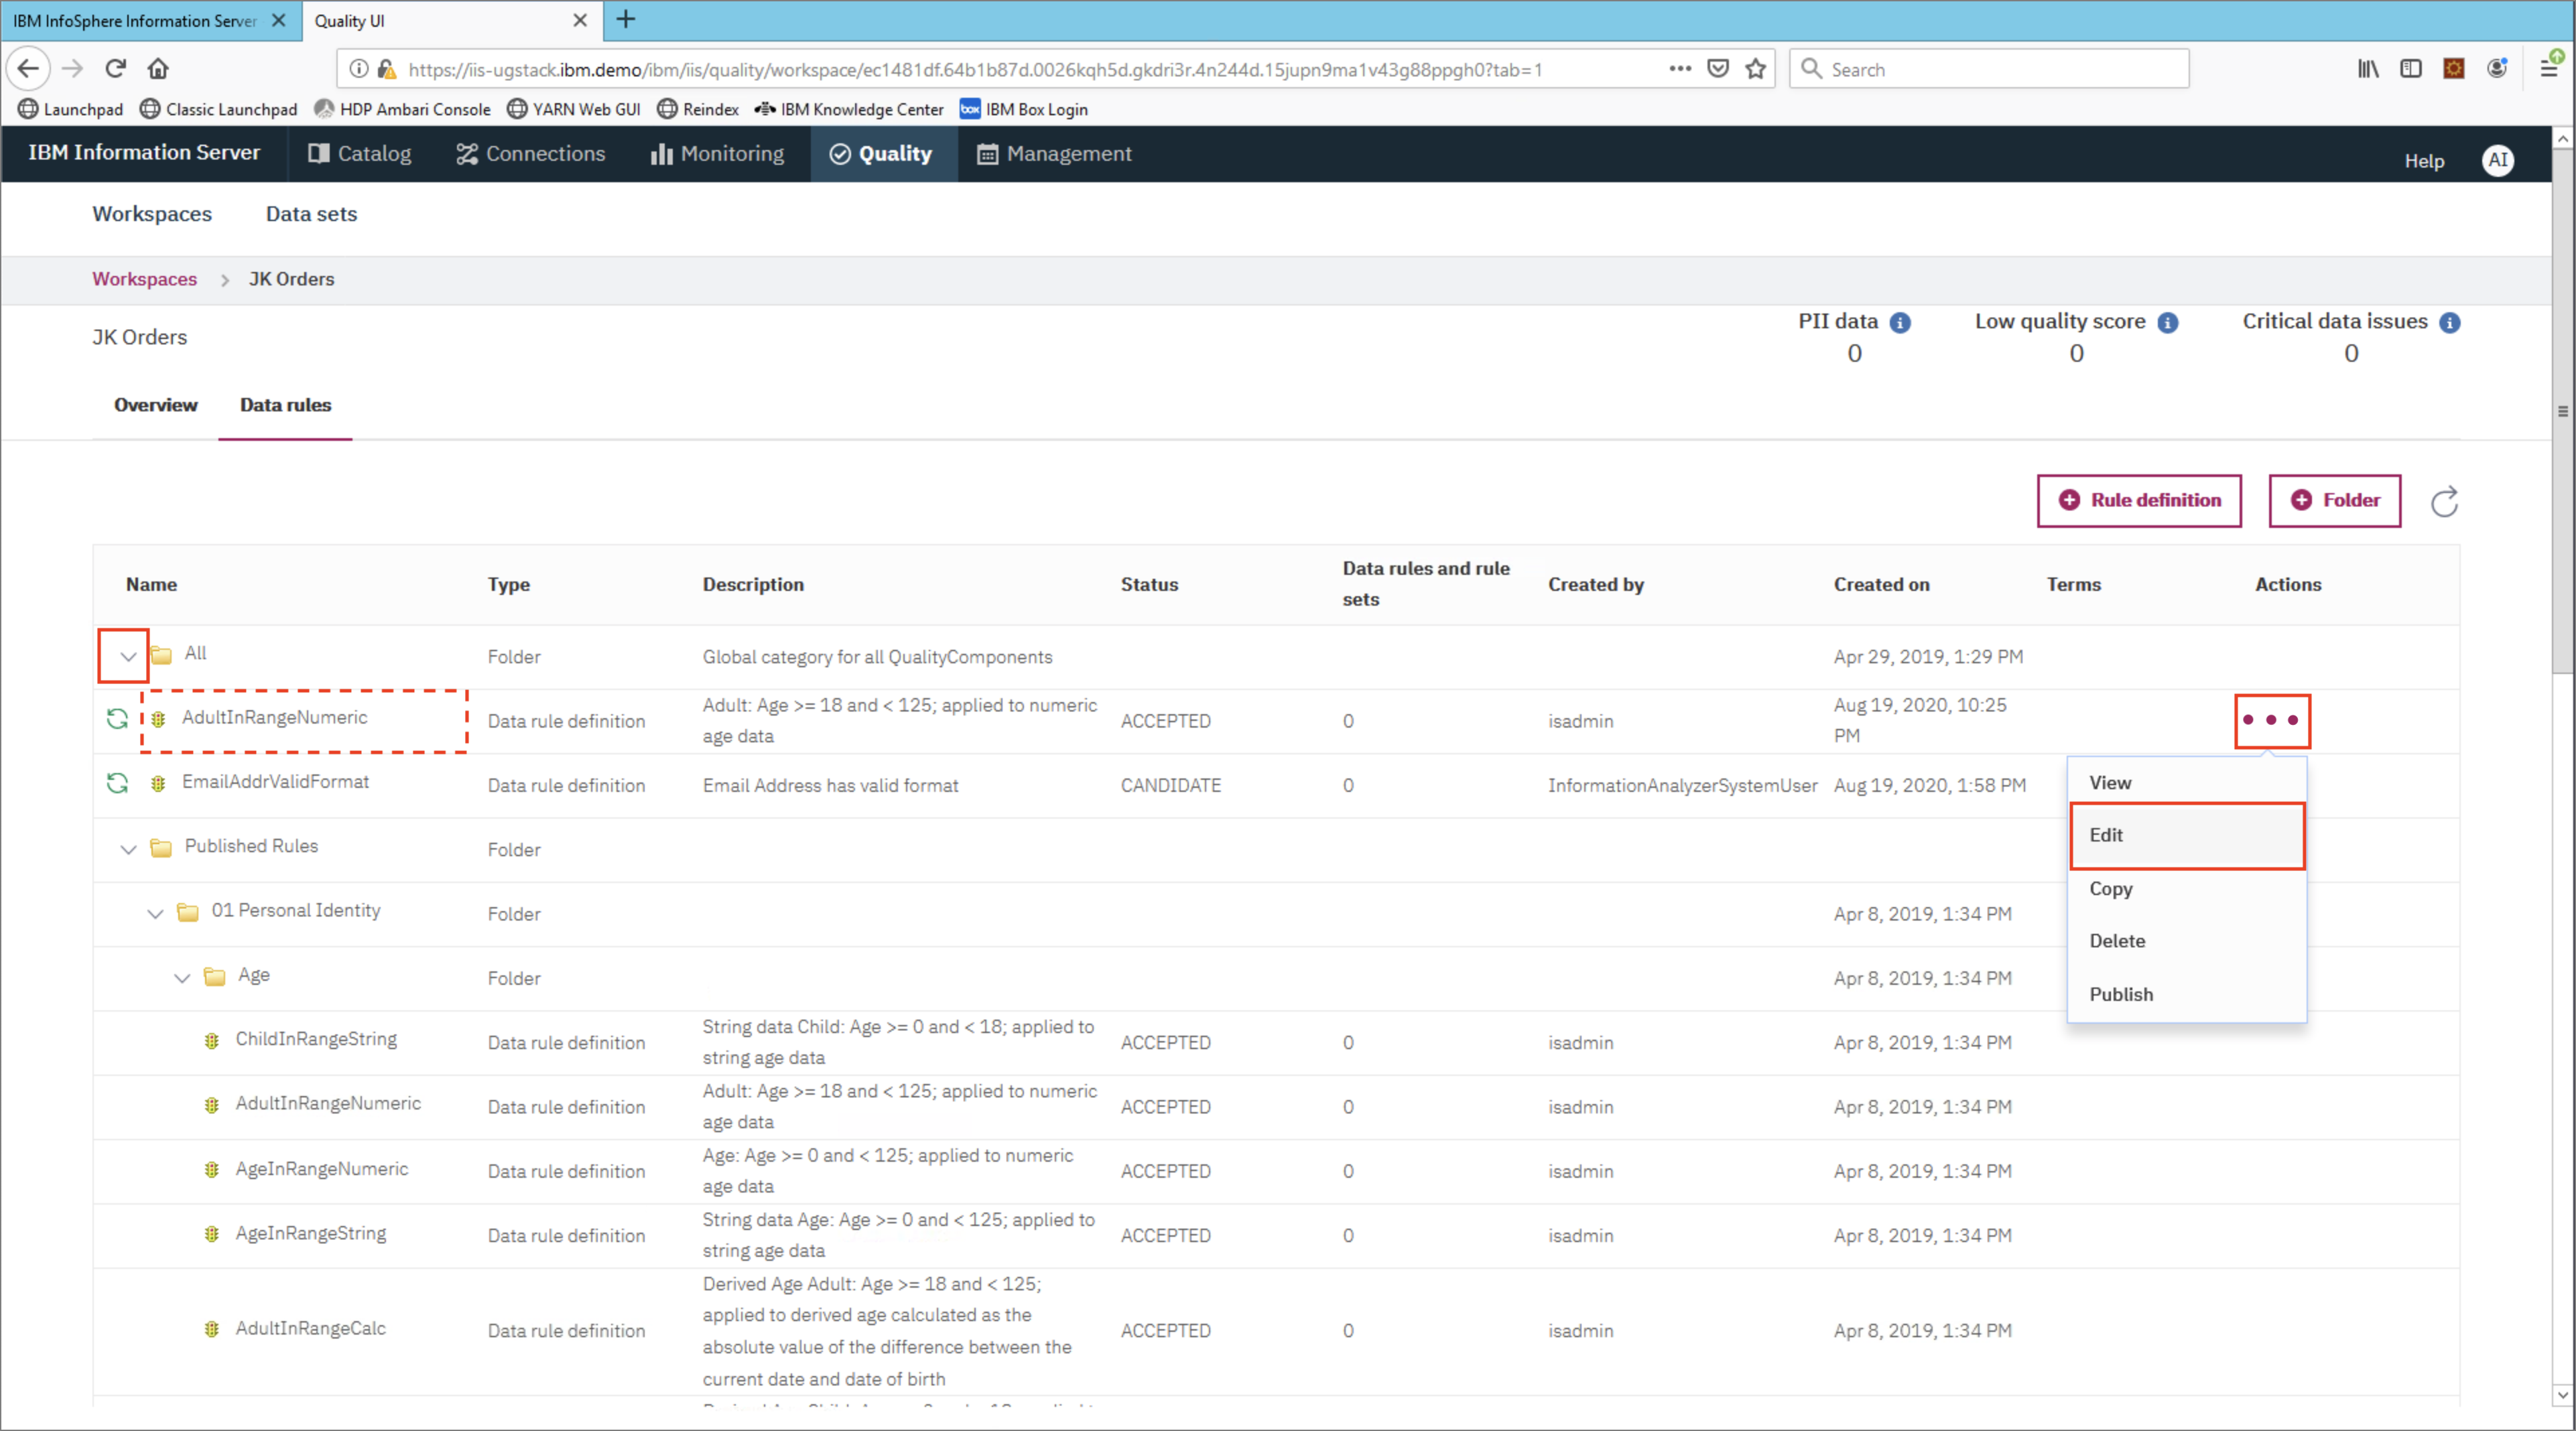 IBM InfoSphere Information Server
Quality UI
https://iis-ugstack.ibm.demo/ibm/iis/quality/workspace/ec1481df.64b1b87d.0026kqh5d.gkdri3r.4n244d.15jupn9ma1v43g88ppgh0?tab=1
Search
Launchpad Classic Launchpad HDP Ambari Console YARN Web GUI Reindex IBM Knowledge Center box IBM Box Login
IBM Information Server Catalog Connections Monitoring Quality Management Help AI
Workspaces Data sets
Workspaces > JK Orders
JK Orders
PII data i Low quality score i Critical data issues i
0 0 0
Overview Data rules
Rule definition Folder
Name Type Description Status Data rules and rule sets Created by Created on Terms Actions
All Folder Global category for all QualityComponents Apr 29, 2019, 1:29 PM
AdultInRangeNumeric Data rule definition Adult: Age >= 18 and < 125; applied to numeric age data ACCEPTED 0 isadmin Aug 19, 2020, 10:25 PM
EmailAddrValidFormat Data rule definition Email Address has valid format CANDIDATE 0 InformationAnalyzerSystemUser Aug 19, 2020, 1:58 PM
View
Edit
Copy
Delete
Publish
Published Rules Folder
01 Personal Identity Folder Apr 8, 2019, 1:34 PM
Age Folder Apr 8, 2019, 1:34 PM
ChildInRangeString Data rule definition String data Child: Age >= 0 and < 18; applied to string age data ACCEPTED 0 isadmin Apr 8, 2019, 1:34 PM
AdultInRangeNumeric Data rule definition Adult: Age >= 18 and < 125; applied to numeric age data ACCEPTED 0 isadmin Apr 8, 2019, 1:34 PM
AgeInRangeNumeric Data rule definition Age: Age >= 0 and < 125; applied to numeric age data ACCEPTED 0 isadmin Apr 8, 2019, 1:34 PM
AgeInRangeString Data rule definition String data Age: Age >= 0 and < 125; applied to string age data ACCEPTED 0 isadmin Apr 8, 2019, 1:34 PM
AdultInRangeCalc Data rule definition Derived Age Adult: Age >= 18 and < 125; applied to derived age calculated as the absolute value of the difference between the current date and date of birth ACCEPTED 0 isadmin Apr 8, 2019, 1:34 PM